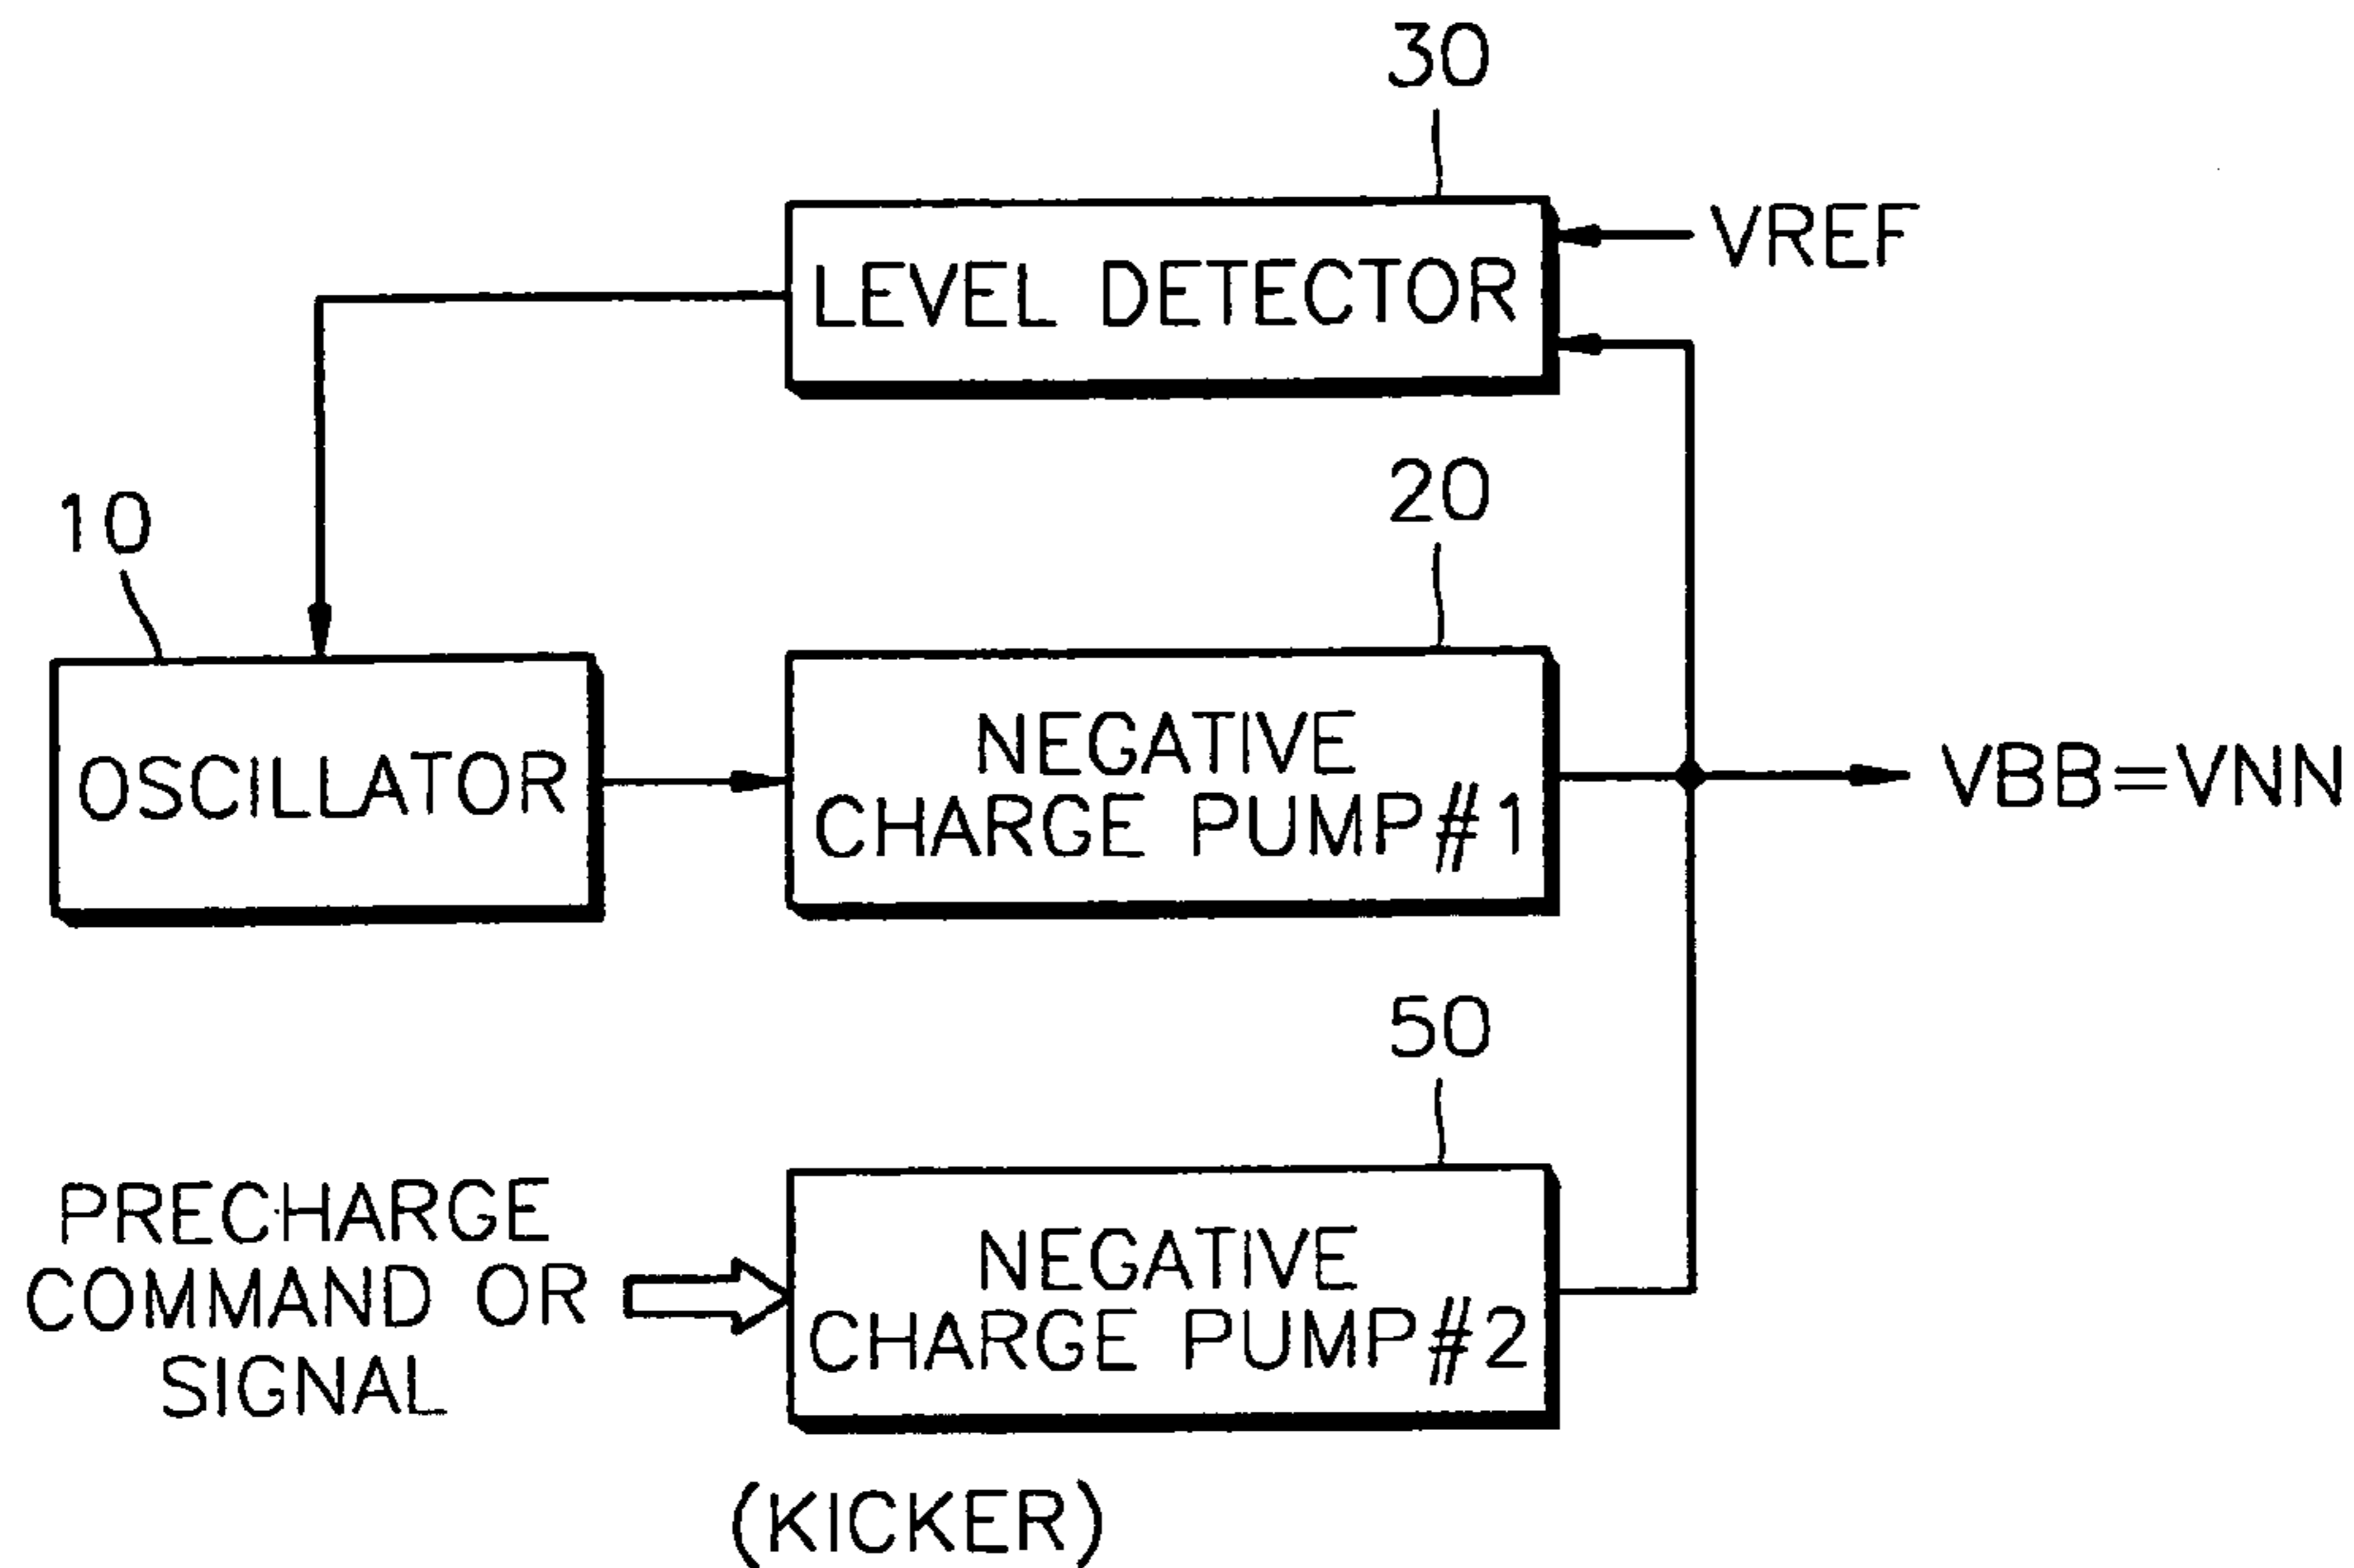 30
LEVEL DETECTOR
VREF
10
20
OSCILLATOR
NEGATIVE
CHARGE PUMP#1
VBB=VNN
50
PRECHARGE
COMMAND OR
SIGNAL
NEGATIVE
CHARGE PUMP#2
(KICKER)